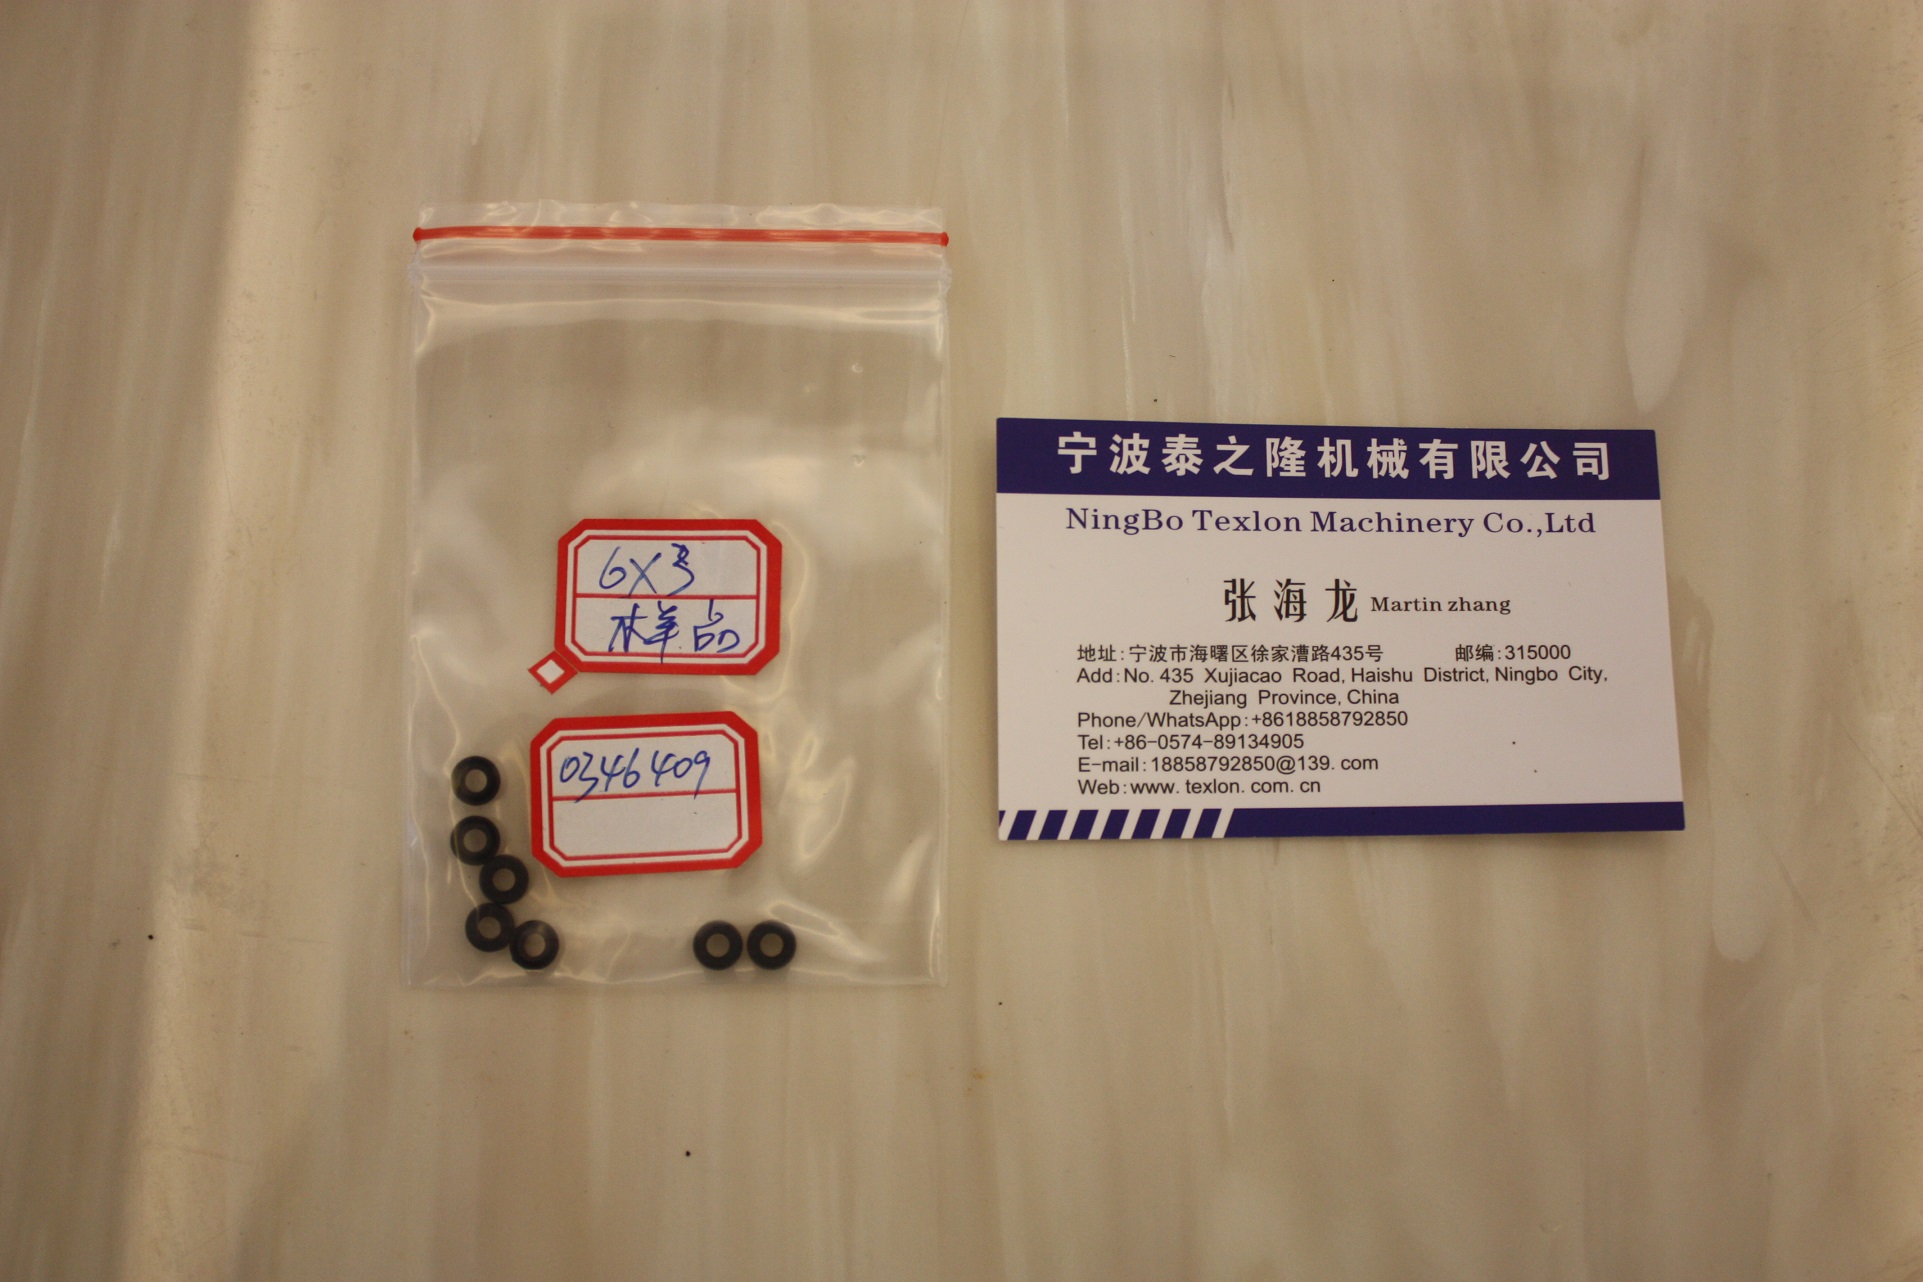 6X3
样品
0346409
宁波泰之隆机械有限公司
NingBo Texlon Machinery Co.,Ltd
张海龙 Martin zhang
地址:宁波市海曙区徐家漕路435号 邮编:315000
Add:No. 435 Xujiacao Road, Haishu District, Ningbo City,
Zhejiang Province, China
Phone/WhatsApp:+8618858792850
Tel:+86-0574-89134905
E-mail:18858792850@139. com
Web:www. texlon. com. cn